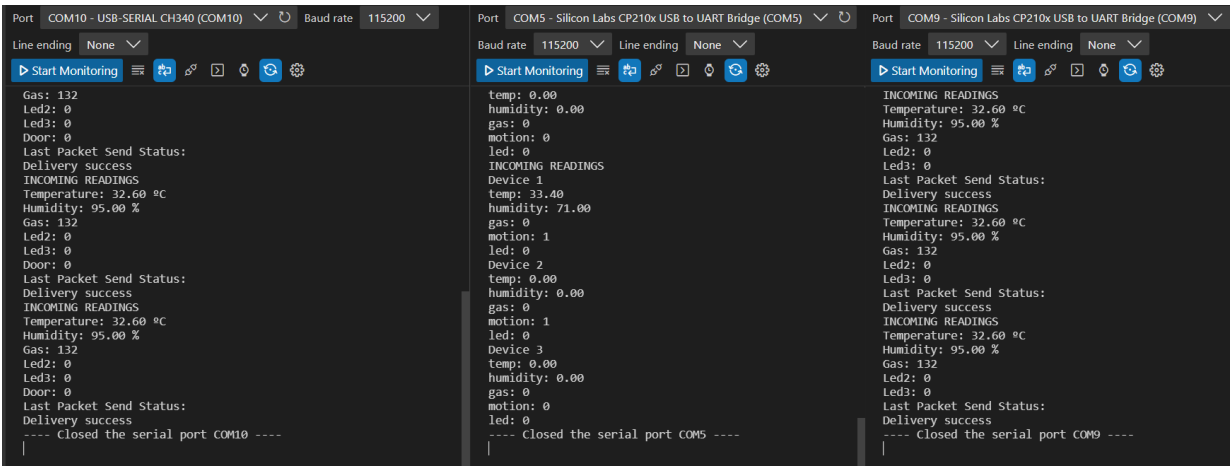 Port COM10 - USB-SERIAL CH340 (COM10) Baud rate 115200
Line ending None
Start Monitoring
Gas: 132
Led2: 0
Led3: 0
Door: 0
Last Packet Send Status:
Delivery success
INCOMING READINGS
Temperature: 32.60 ºC
Humidity: 95.00 %
Gas: 132
Led2: 0
Led3: 0
Door: 0
Last Packet Send Status:
Delivery success
INCOMING READINGS
Temperature: 32.60 ºC
Humidity: 95.00 %
Gas: 132
Led2: 0
Led3: 0
Door: 0
Last Packet Send Status:
Delivery success
---- Closed the serial port COM10 ----
Port COM5 - Silicon Labs CP210x USB to UART Bridge (COM5)
Baud rate 115200 Line ending None
Start Monitoring
temp: 0.00
humidity: 0.00
gas: 0
motion: 0
led: 0
INCOMING READINGS
Device 1
temp: 33.40
humidity: 71.00
gas: 0
motion: 1
led: 0
Device 2
temp: 0.00
humidity: 0.00
gas: 0
motion: 1
led: 0
Device 3
temp: 0.00
humidity: 0.00
gas: 0
motion: 0
led: 0
---- Closed the serial port COM5 ----
Port COM9 - Silicon Labs CP210x USB to UART Bridge (COM9)
Baud rate 115200 Line ending None
Start Monitoring
INCOMING READINGS
Temperature: 32.60 ºC
Humidity: 95.00 %
Gas: 132
Led2: 0
Led3: 0
Last Packet Send Status:
Delivery success
INCOMING READINGS
Temperature: 32.60 ºC
Humidity: 95.00 %
Gas: 132
Led2: 0
Led3: 0
Last Packet Send Status:
Delivery success
INCOMING READINGS
Temperature: 32.60 ºC
Humidity: 95.00 %
Gas: 132
Led2: 0
Led3: 0
Last Packet Send Status:
Delivery success
---- Closed the serial port COM9 ----